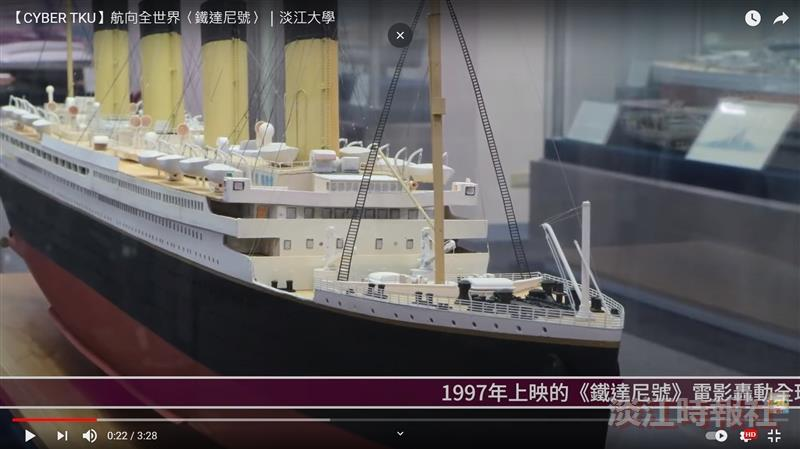 【CYBER TKU】航向全世界〈鐵達尼號〉｜淡江大學
1997年上映的《鐵達尼號》電影轟動全
淡江時報社
0:22 / 3:28
HD